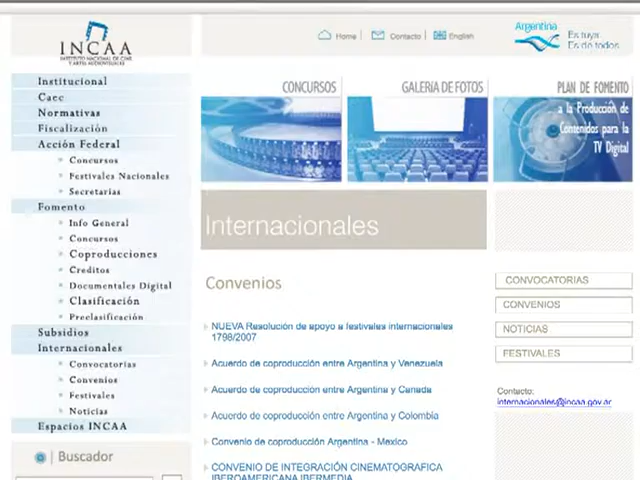 INCAA
INSTITUTO NACIONAL DE CINE
Y ARTES AUDIOVISUALES
Home
Contacto
English
Argentina
Es tuya.
Es de todos
Institucional
Caec
Normativas
Fiscalización
Acción Federal
Concursos
Festivales Nacionales
Secretarias
Fomento
Info General
Concursos
Coproducciones
Creditos
Documentales Digital
Clasificación
Preclasificación
Subsidios
Internacionales
Convocatorias
Convenios
Festivales
Noticias
Espacios INCAA
Buscador
CONCURSOS
GALERIA DE FOTOS
PLAN DE FOMENTO
a la Producción de
Contenidos para la
TV Digital
Internacionales
Convenios
NUEVA Resolución de apoyo a festivales internacionales
1798/2007
Acuerdo de coproducción entre Argentina y Venezuela
Acuerdo de coproducción entre Argentina y Canada
Acuerdo de coproducción entre Argentina y Colombia
Convenio de coproducción Argentina - Mexico
CONVENIO DE INTEGRACIÓN CINEMATOGRAFICA
IBEROAMERICANA IBERMEDIA
CONVOCATORIAS
CONVENIOS
NOTICIAS
FESTIVALES
Contacto:
internacionales@incaa.gov.ar